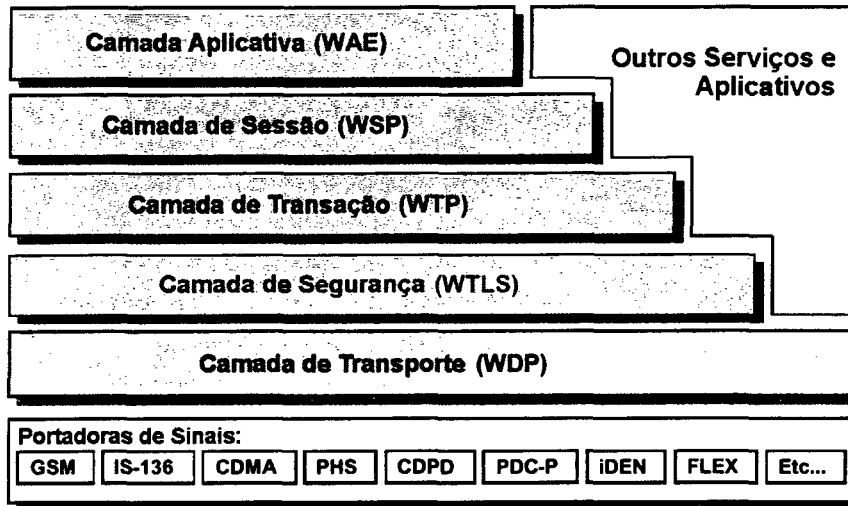 Camada Aplicativa (WAE)
Outros Serviços e
Aplicativos
Camada de Sessão (WSP)
Camada de Transação (WTP)
Camada de Segurança (WTLS)
Camada de Transporte (WDP)
Portadoras de Sinais:
GSM IS-136 CDMA PHS CDPD PDC-P iDEN FLEX Etc...